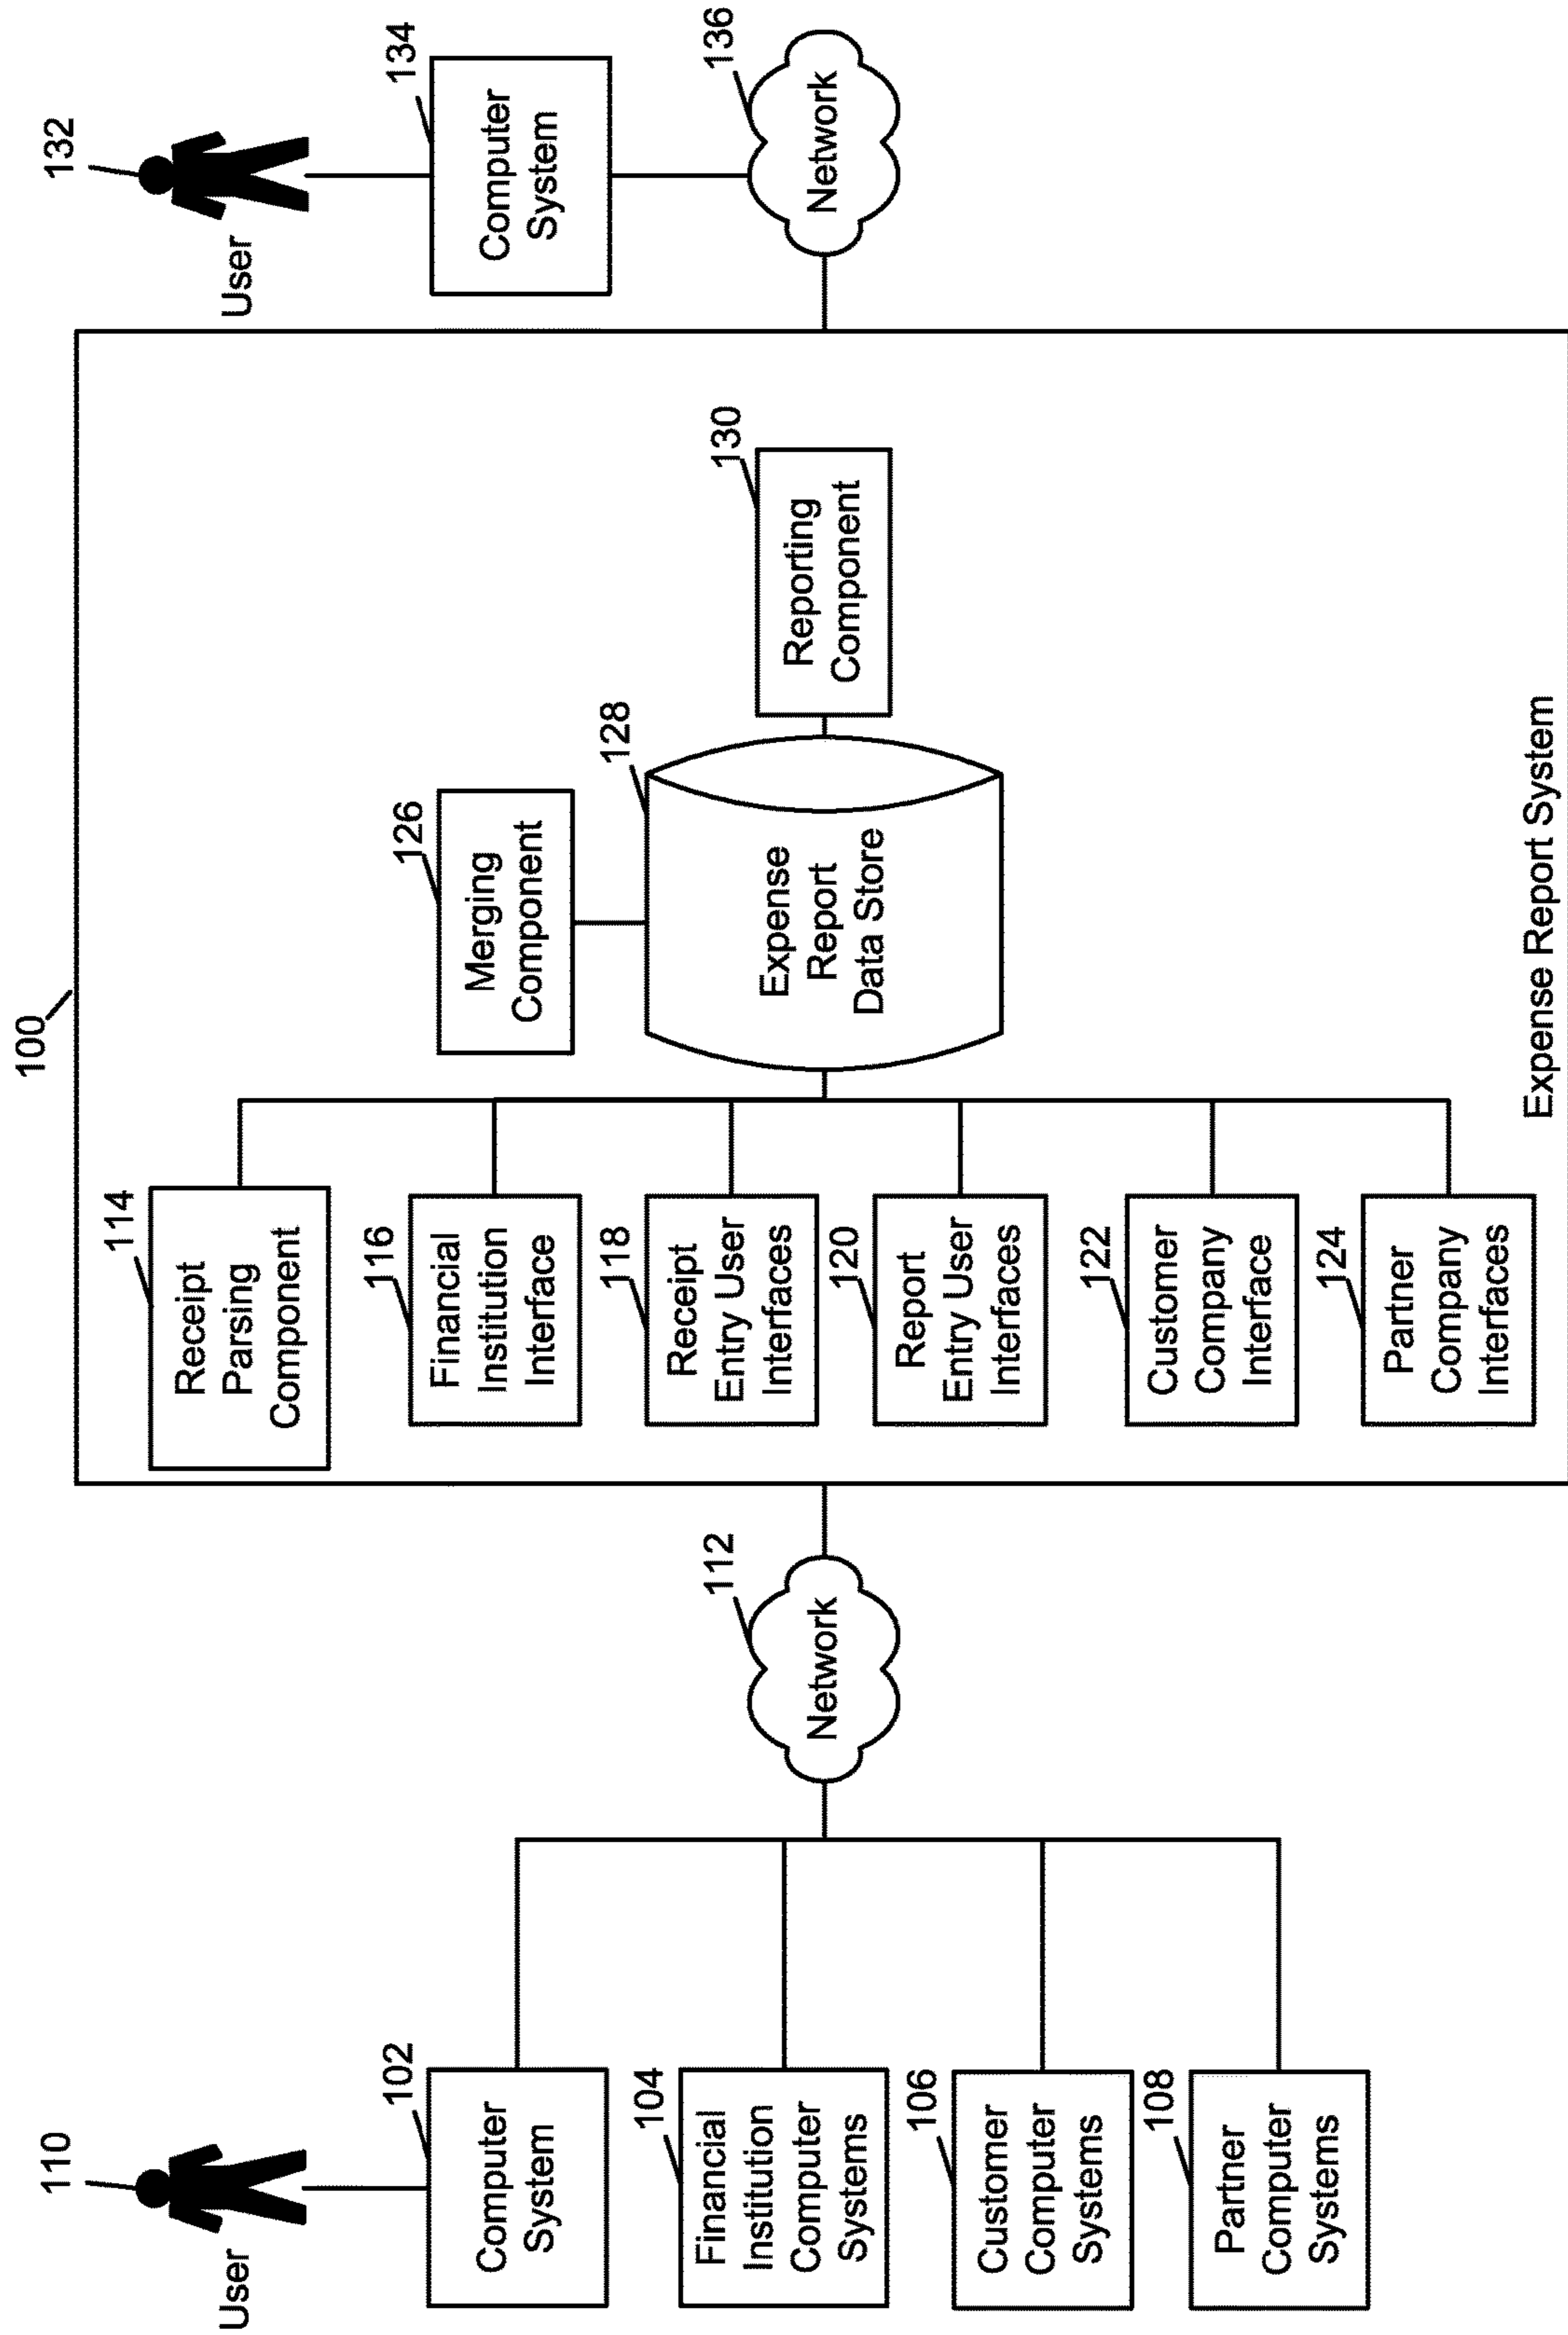 100
110
User
102
Computer
System
104
Financial
Institution
Computer
Systems
106
Customer
Computer
Systems
108
Partner
Computer
Systems
112
Network
114
Receipt
Parsing
Component
116
Financial
Institution
Interface
118
Receipt
Entry User
Interfaces
120
Report
Entry User
Interfaces
122
Customer
Company
Interface
124
Partner
Company
Interfaces
126
Merging
Component
128
Expense
Report
Data Store
130
Reporting
Component
Expense Report System
132
User
134
Computer
System
136
Network